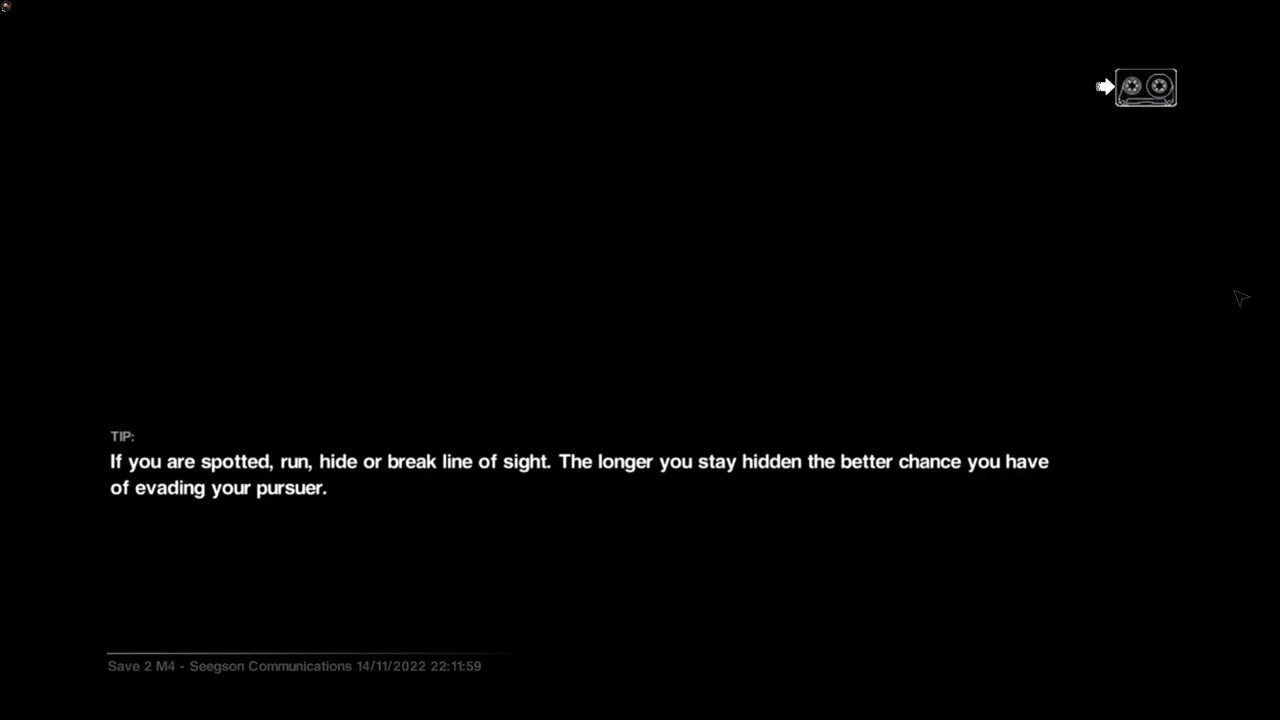 TIP:
If you are spotted, run, hide or break line of sight. The longer you stay hidden the better chance you have
of evading your pursuer.
Save 2 M4 - Seegson Communications 14/11/2022 22:11:59